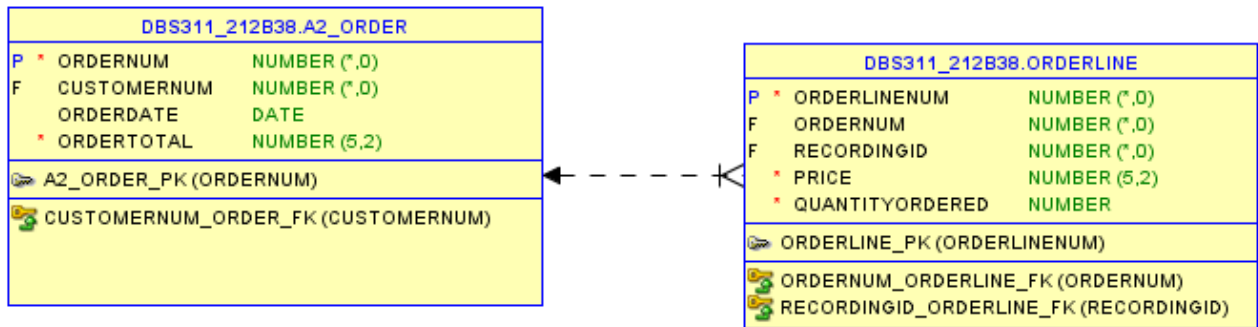 DBS311_212B38.A2_ORDER
P * ORDERNUM NUMBER (*,0)
F CUSTOMERNUM NUMBER (*,0)
ORDERDATE DATE
* ORDERTOTAL NUMBER (5,2)
A2_ORDER_PK (ORDERNUM)
CUSTOMERNUM_ORDER_FK (CUSTOMERNUM)
DBS311_212B38.ORDERLINE
P * ORDERLINENUM NUMBER (*,0)
F ORDERNUM NUMBER (*,0)
F RECORDINGID NUMBER (*,0)
* PRICE NUMBER (5,2)
* QUANTITYORDERED NUMBER
ORDERLINE_PK (ORDERLINENUM)
ORDERNUM_ORDERLINE_FK (ORDERNUM)
RECORDINGID_ORDERLINE_FK (RECORDINGID)